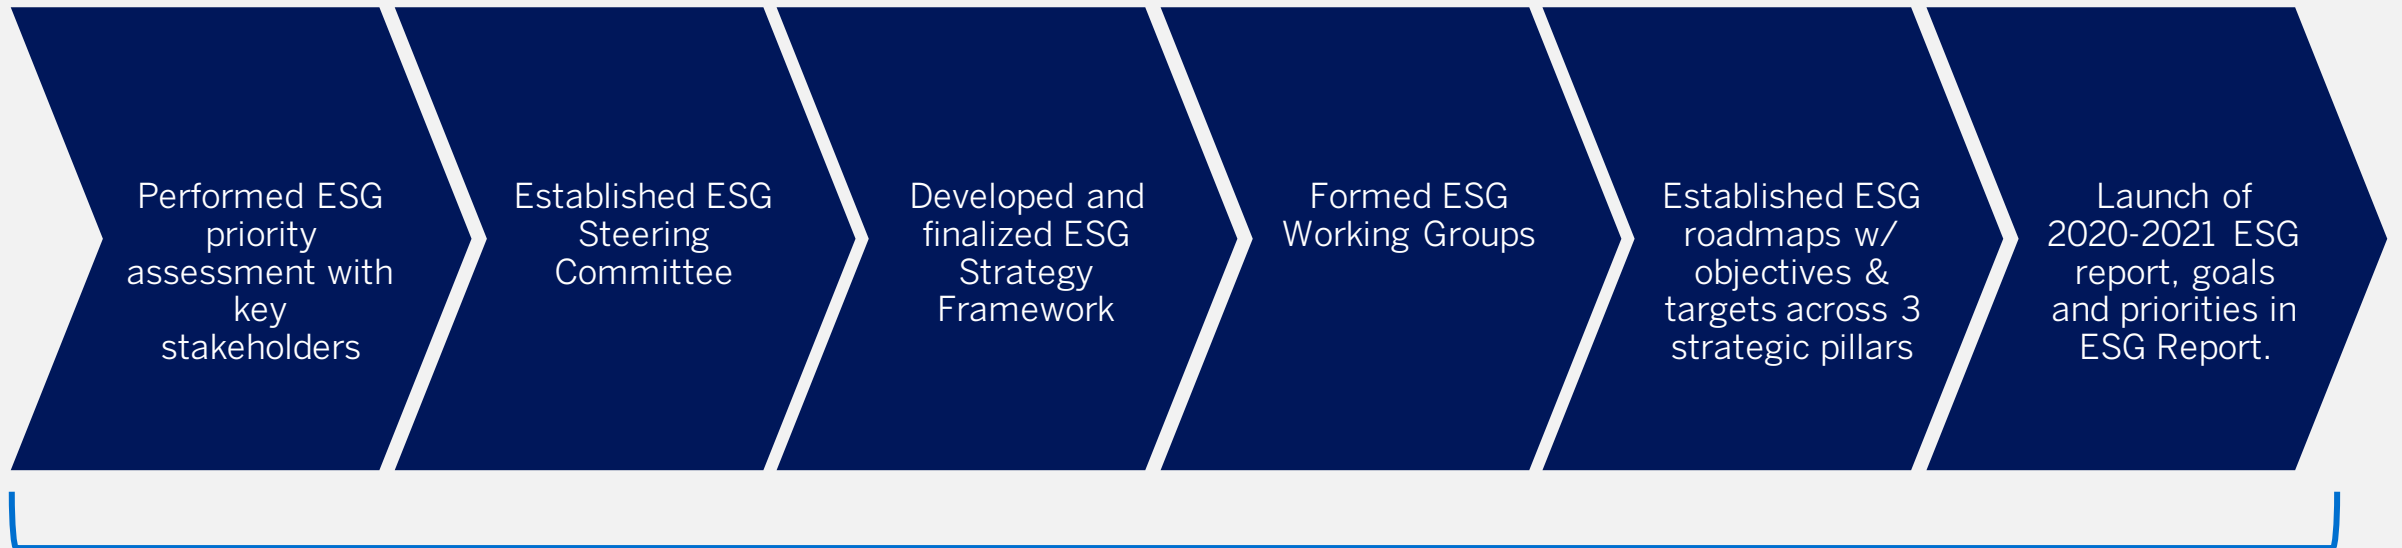 Performed ESG
priority
assessment with
key
stakeholders
Established ESG
Steering
Committee
Developed and
finalized ESG
Strategy
Framework
Formed ESG
Working Groups
Established ESG
roadmaps w/
objectives &
targets across 3
strategic pillars
Launch of
2020-2021 ESG
report, goals
and priorities in
ESG Report.